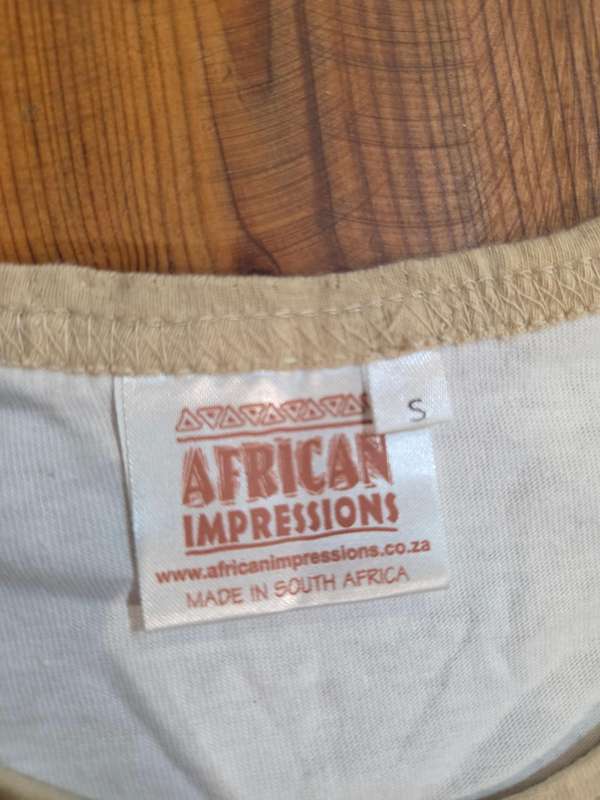 S
AFRICAN
IMPRESSIONS
www.africanimpressions.co.za
MADE IN SOUTH AFRICA